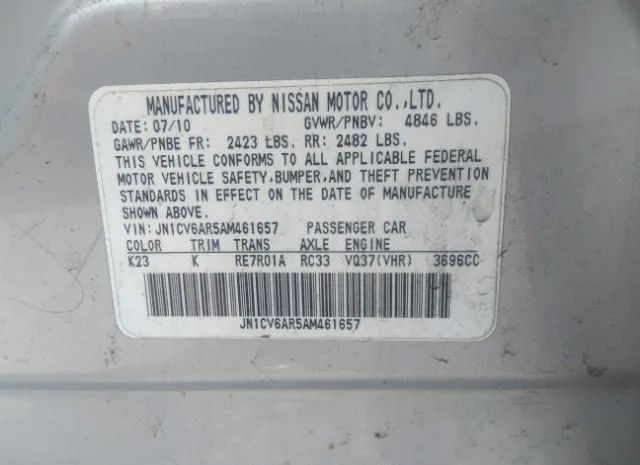 MANUFACTURED BY NISSAN MOTOR CO.,LTD.
DATE: 07/10 GVWR/PNBV: 4846 LBS.
GAWR/PNBE FR: 2423 LBS. RR: 2482 LBS.
THIS VEHICLE CONFORMS TO ALL APPLICABLE FEDERAL
MOTOR VEHICLE SAFETY,BUMPER,AND THEFT PREVENTION
STANDARDS IN EFFECT ON THE DATE OF MANUFACTURE
SHOWN ABOVE.
VIN: JN1CV6AR5AM461657 PASSENGER CAR
COLOR TRIM TRANS AXLE ENGINE
K23 K RE7R01A RC33 VQ37(VHR) 3696CC
JN1CV6AR5AM461657